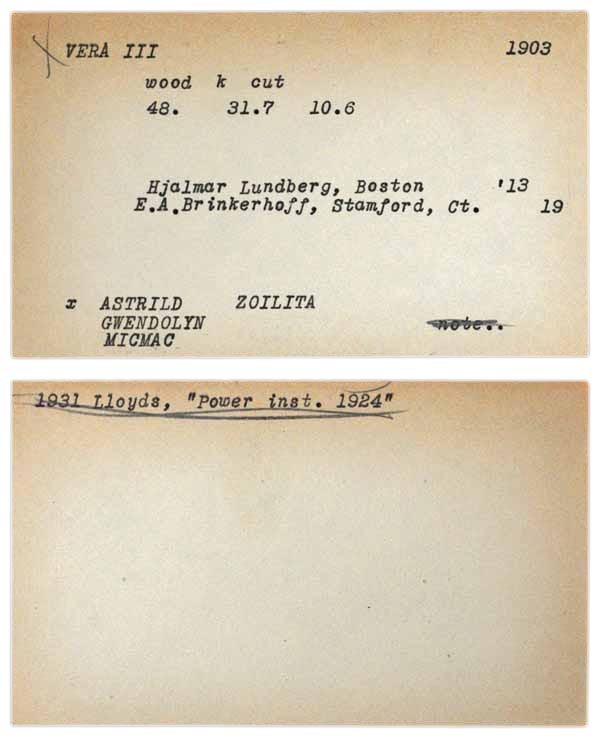 VERA III 1903
wood k cut
48. 31.7 10.6
Hjalmar Lundberg, Boston '13
E.A.Brinkerhoff, Stamford, Ct. 19
x ASTRILD ZOILITA
GWENDOLYN note..
MICMAC
1931 Lloyds, "Power inst. 1924"